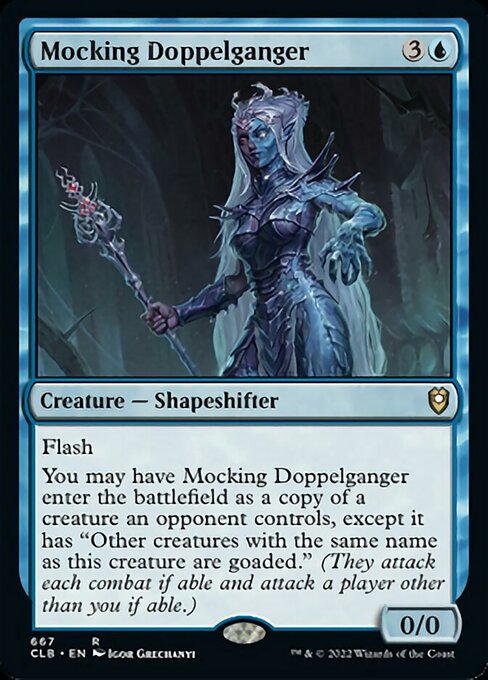 Mocking Doppelganger 3
Creature — Shapeshifter
Flash
You may have Mocking Doppelganger
enter the battlefield as a copy of a
creature an opponent controls, except it
has “Other creatures with the same name
as this creature are goaded.” (They attack
each combat if able and attack a player other
than you if able.)
0/0
667 R
CLB • EN Igor Grechanyi
™ & © 2022 Wizards of the Coast